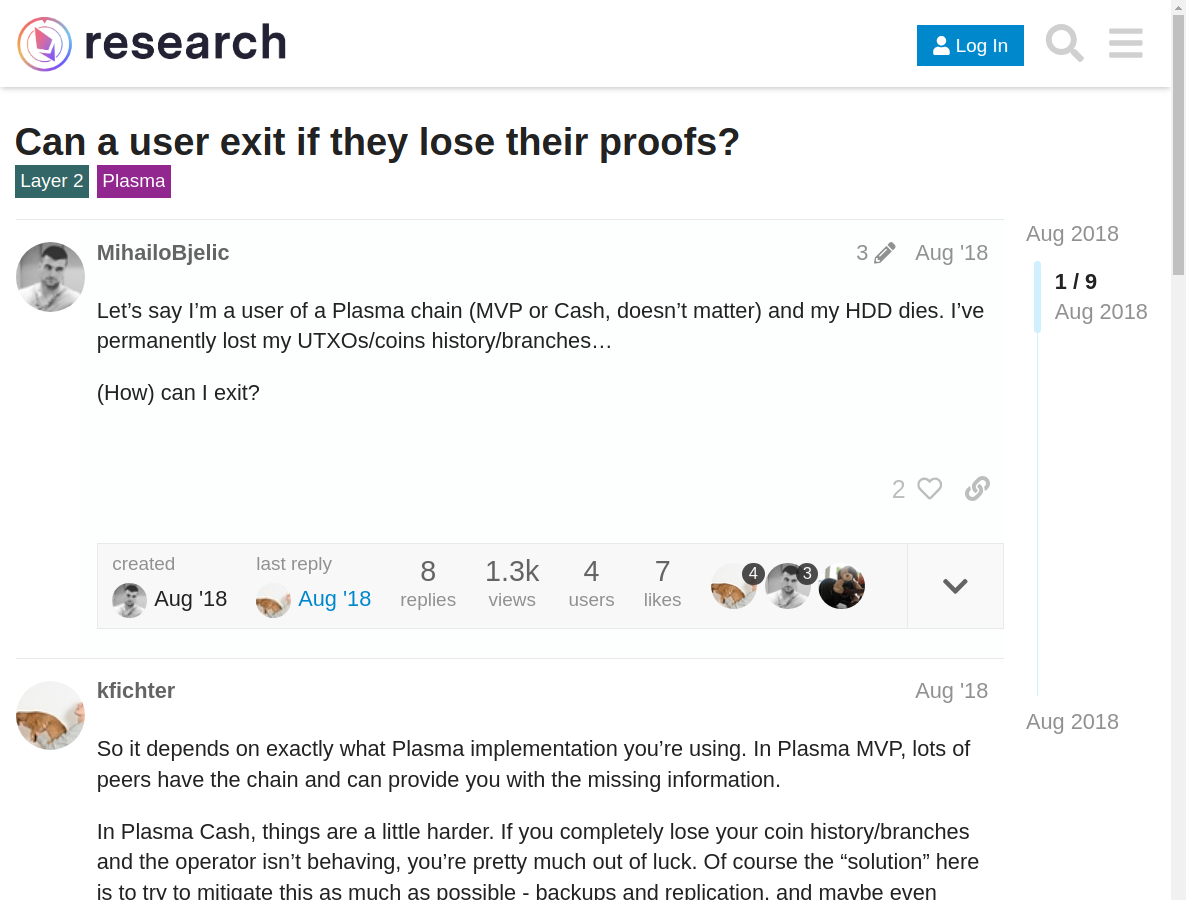 research
Log In
Can a user exit if they lose their proofs?
Layer 2 Plasma
MihailoBjelic 3 Aug '18
Let’s say I’m a user of a Plasma chain (MVP or Cash, doesn’t matter) and my HDD dies. I’ve
permanently lost my UTXOs/coins history/branches…
(How) can I exit?
2
created last reply 8 1.3k 4 7 4 3
Aug '18 Aug '18 replies views users likes
Aug 2018
1 / 9
Aug 2018
Aug 2018
kfichter Aug '18
So it depends on exactly what Plasma implementation you’re using. In Plasma MVP, lots of
peers have the chain and can provide you with the missing information.
In Plasma Cash, things are a little harder. If you completely lose your coin history/branches
and the operator isn’t behaving, you’re pretty much out of luck. Of course the “solution” here
is to try to mitigate this as much as possible - backups and replication, and maybe even